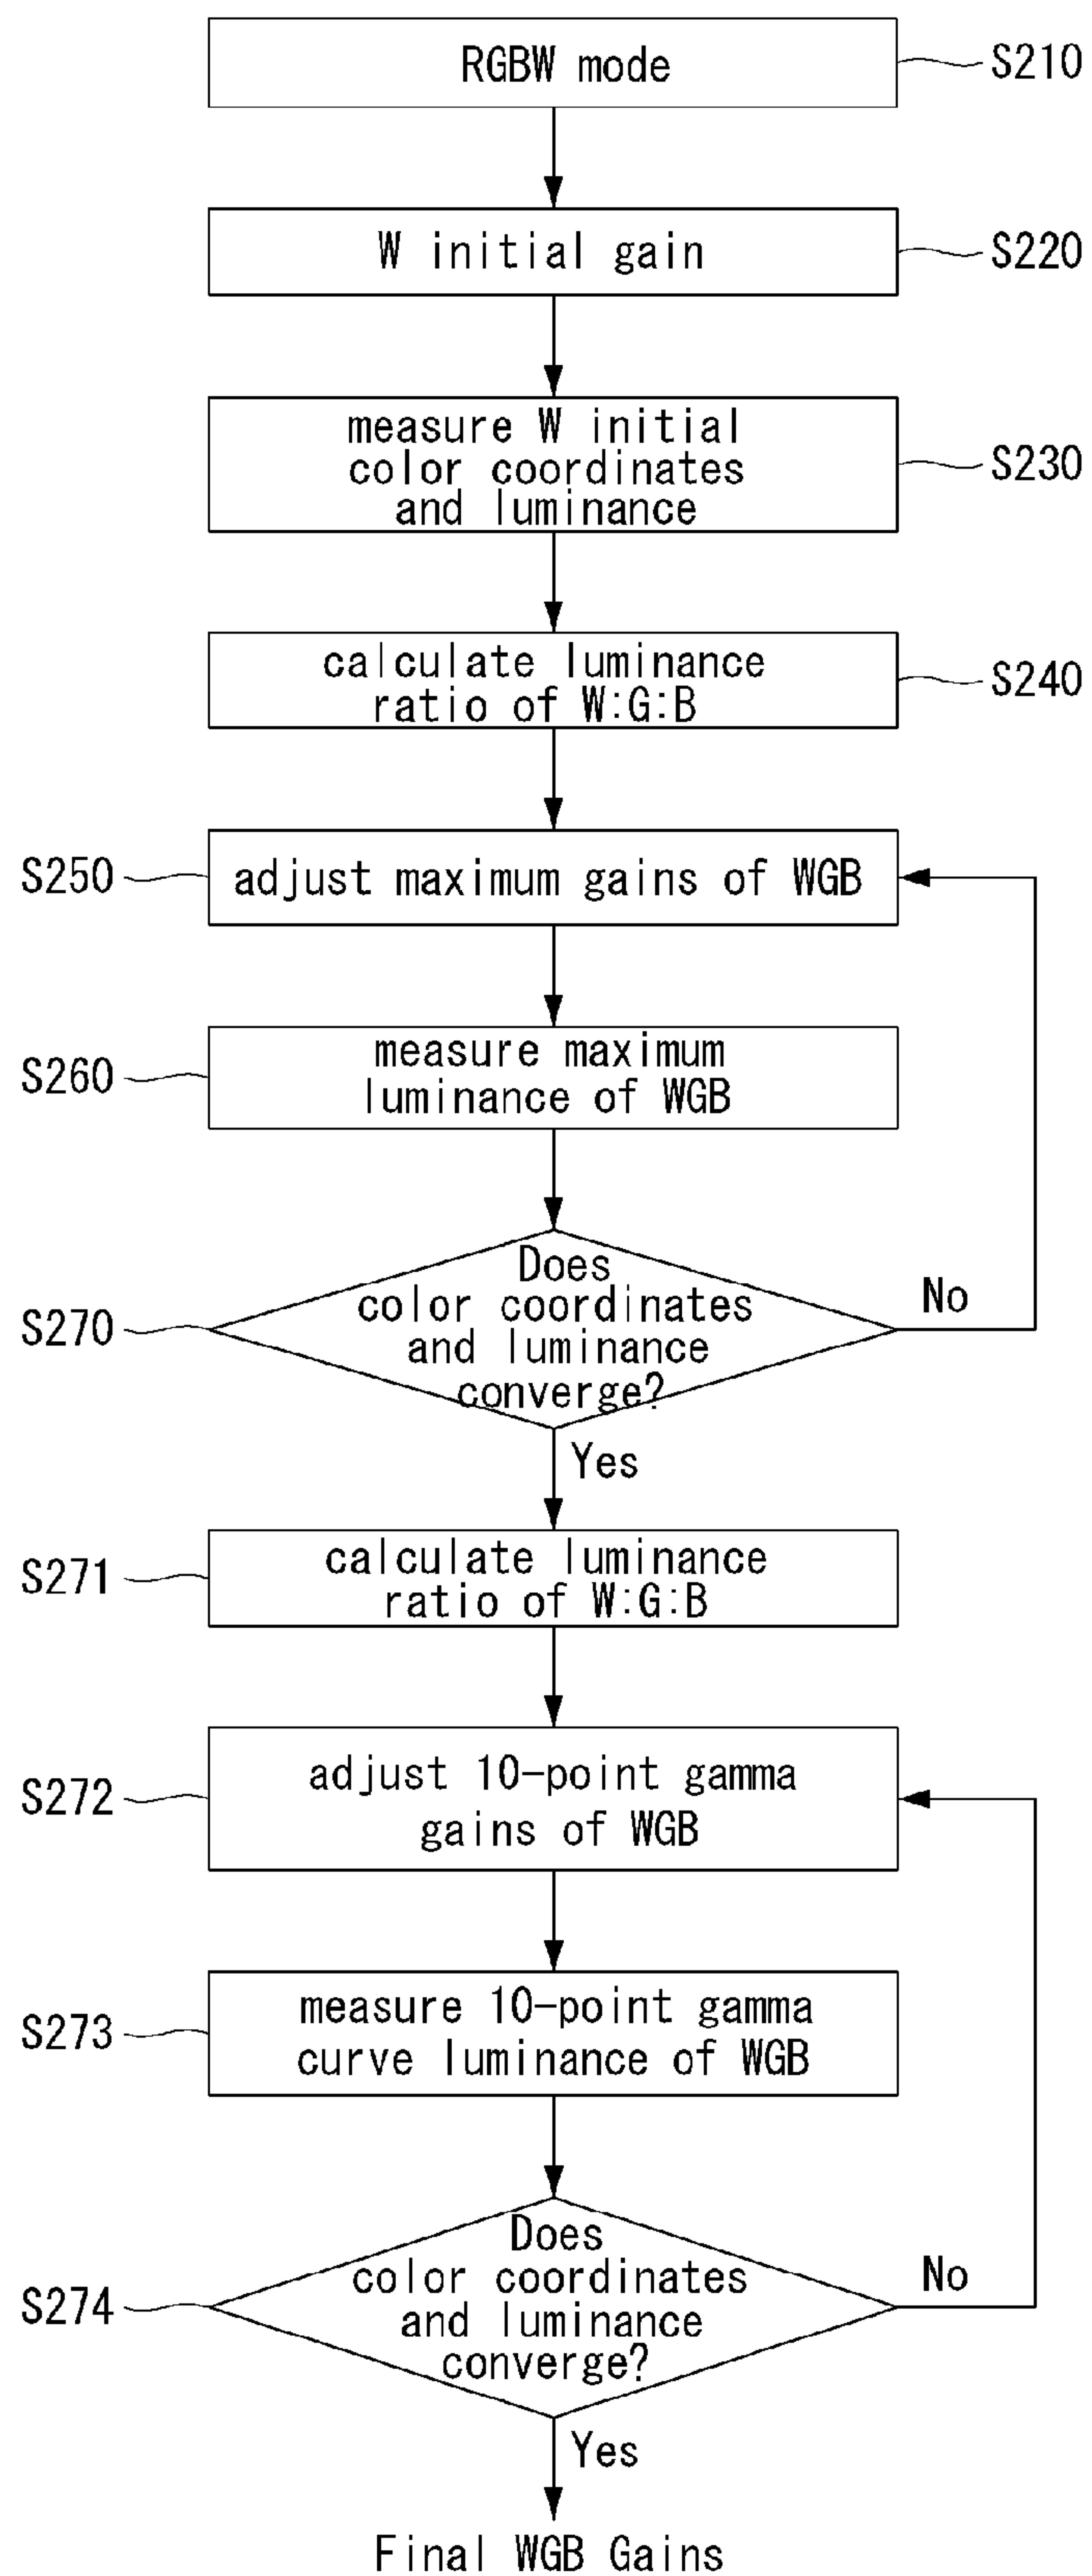 RGBW mode
S210
W initial gain
S220
measure W initial
color coordinates
and luminance
S230
calculate luminance
ratio of W:G:B
S240
S250
adjust maximum gains of WGB
S260
measure maximum
luminance of WGB
S270
Does
color coordinates
and luminance
converge?
No
Yes
S271
calculate luminance
ratio of W:G:B
S272
adjust 10-point gamma
gains of WGB
S273
measure 10-point gamma
curve luminance of WGB
S274
Does
color coordinates
and luminance
converge?
No
Yes
Final WGB Gains